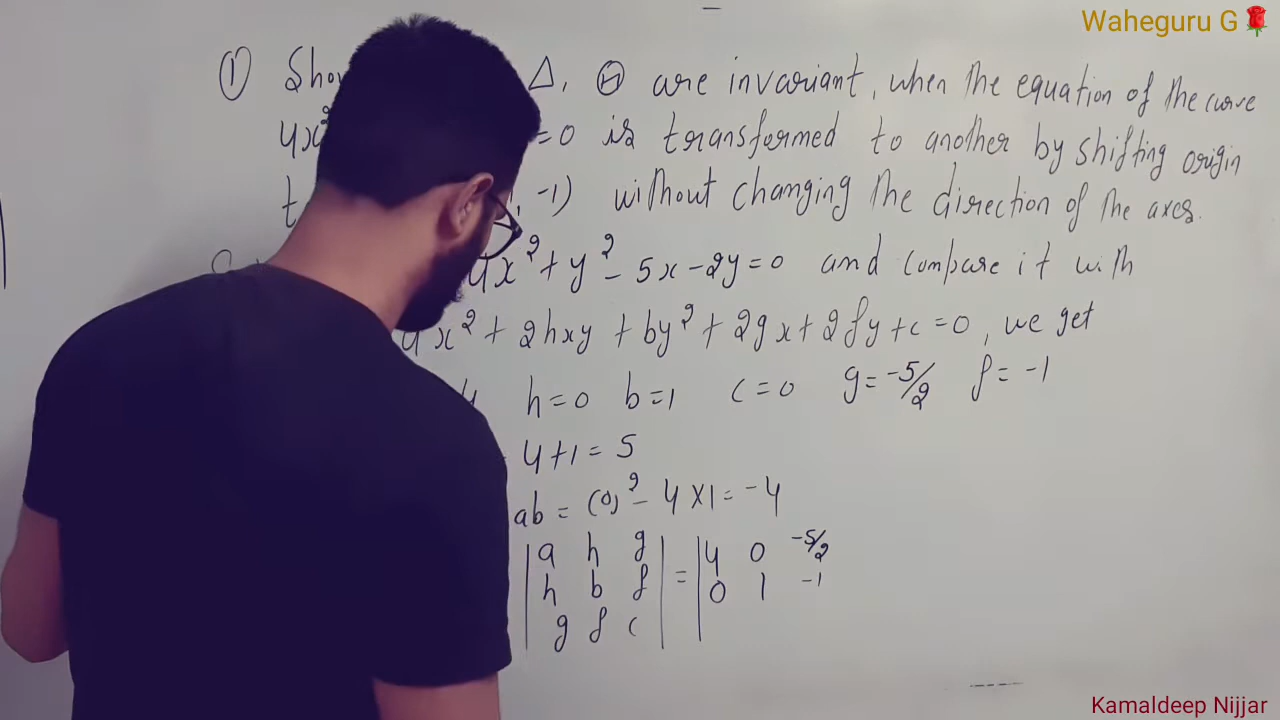 Waheguru G🌹
① Sho Δ, Ⓗ are invariant, when the equation of the curve
4x² =0 is transformed to another by shifting origin
t , -1) without changing the direction of the axes.
4x² + y² - 5x - 2y = 0 and compare it with
ax² + 2hxy + by² + 2gx + 2fy + c = 0, we get
4 h=0 b=1 c=0 g=-5/2 f=-1
4+1=5
ab = (0)² - 4×1 = -4
|a h g| = |4 0 -5/2
|h b f| |0 1 -1
|g f c| |
Kamaldeep Nijjar